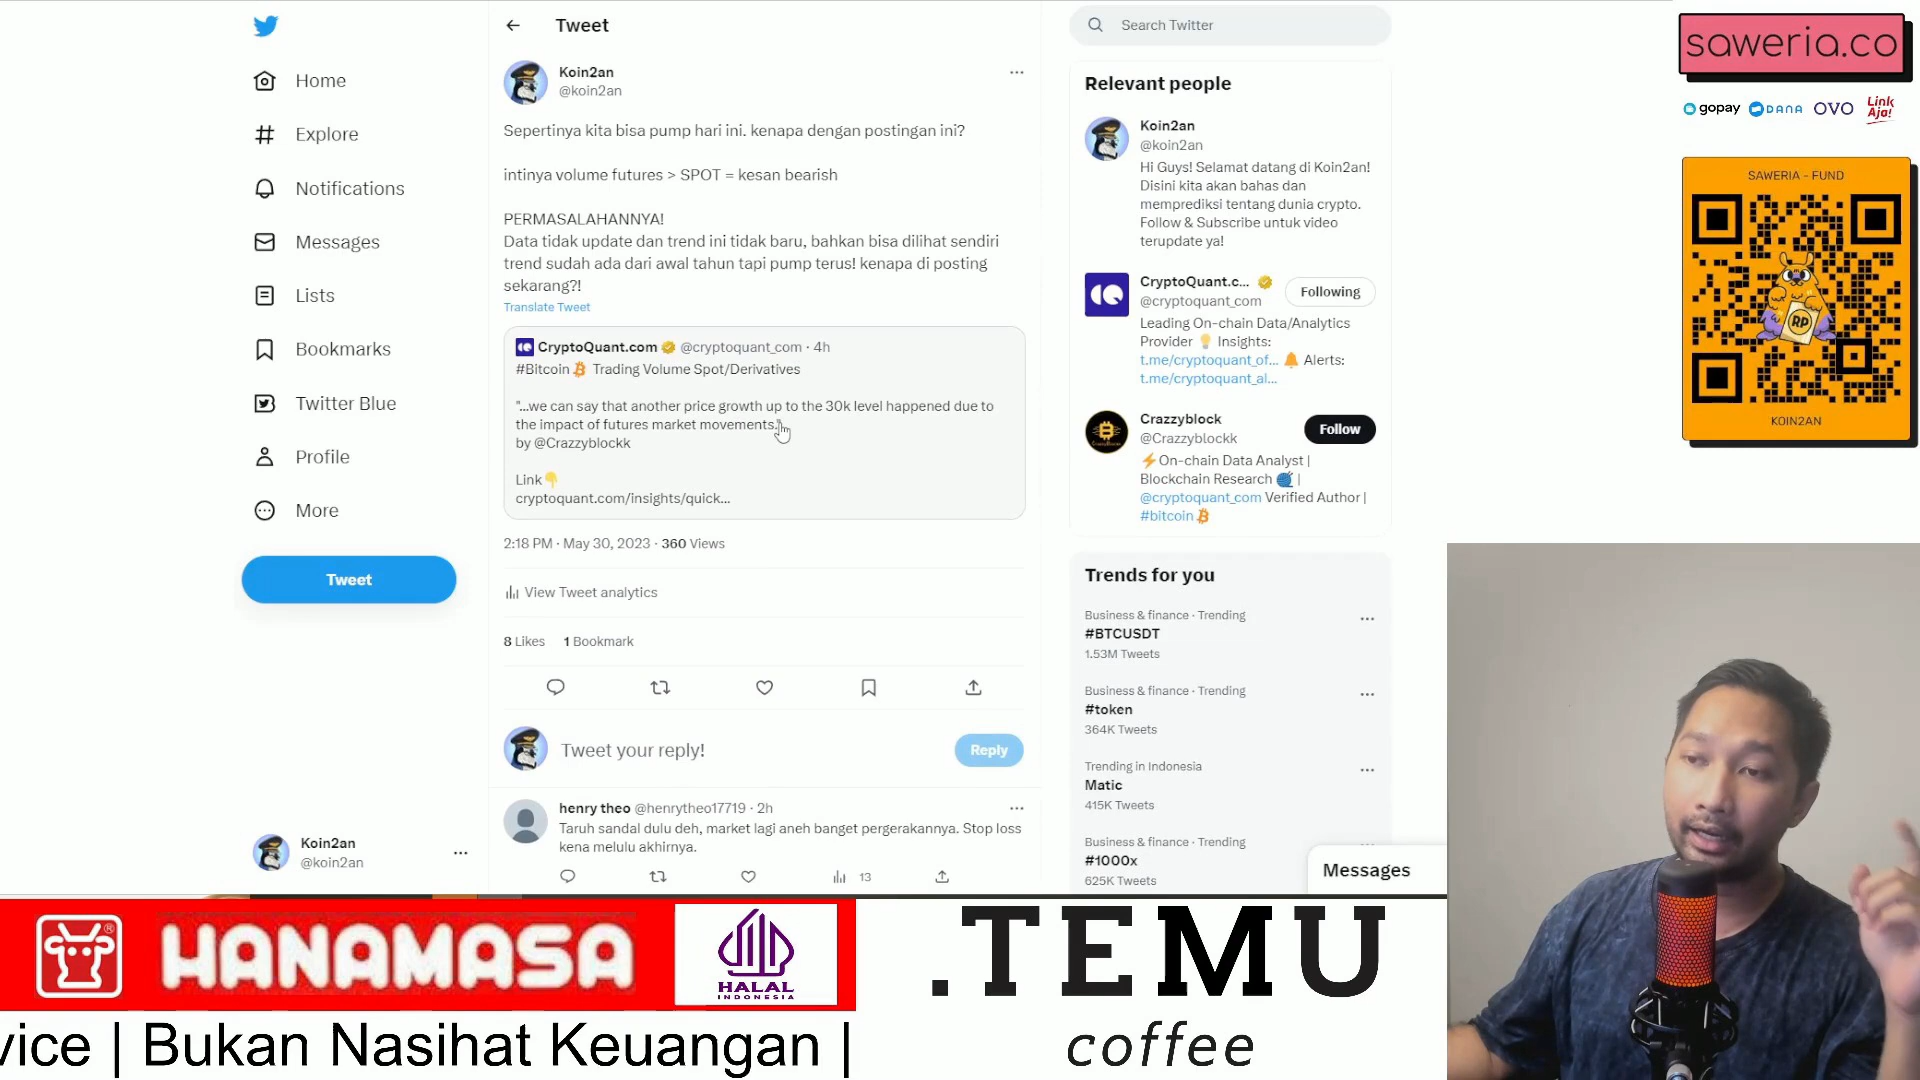 Home
Explore
Notifications
Messages
Lists
Bookmarks
Twitter Blue
Profile
More
Tweet
Koin2an
@koin2an
Tweet
Koin2an
@koin2an
Sepertinya kita bisa pump hari ini. kenapa dengan postingan ini?
intinya volume futures > SPOT = kesan bearish
PERMASALAHANNYA!
Data tidak update dan trend ini tidak baru, bahkan bisa dilihat sendiri
trend sudah ada dari awal tahun tapi pump terus! kenapa di posting
sekarang?!
Translate Tweet
CryptoQuant.com @cryptoquant_com · 4h
#Bitcoin Trading Volume Spot/Derivatives
"...we can say that another price growth up to the 30k level happened due to
the impact of futures market movements."
by @Crazzyblockk
Link👇
cryptoquant.com/insights/quick...
2:18 PM · May 30, 2023 · 360 Views
View Tweet analytics
8 Likes 1 Bookmark
Tweet your reply!
Reply
henry theo @henrytheo17719 · 2h
Taruh sandal dulu deh, market lagi aneh banget pergerakannya. Stop loss
kena melulu akhirnya.
13
Search Twitter
Relevant people
Koin2an
@koin2an
Hi Guys! Selamat datang di Koin2an!
Disini kita akan bahas dan
memprediksi tentang dunia crypto.
Follow & Subscribe untuk video
terupdate ya!
CryptoQuant.c...
@cryptoquant_com
Following
Leading On-chain Data/Analytics
Provider 💡 Insights:
t.me/cryptoquant_of... 🔔 Alerts:
t.me/cryptoquant_al...
Crazzyblock
@Crazzyblockk
Follow
⚡On-chain Data Analyst |
Blockchain Research 🧶 |
@cryptoquant_com Verified Author |
#bitcoin
Trends for you
Business & finance · Trending
#BTCUSDT
1.53M Tweets
Business & finance · Trending
#token
364K Tweets
Trending in Indonesia
Matic
415K Tweets
Business & finance · Trending
#1000x
625K Tweets
Messages
saweria.co
gopay DANA OVO Link Aja!
SAWERIA - FUND
RP
KOIN2AN
HANAMASA
®
HALAL
INDONESIA
.TEMU
coffee
vice | Bukan Nasihat Keuangan |